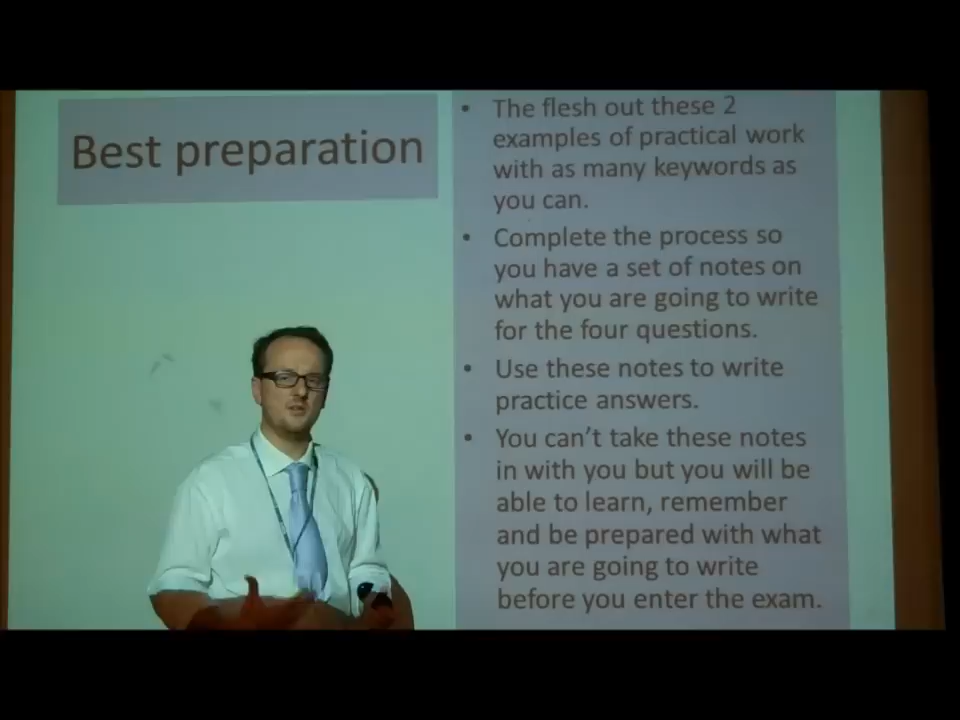 Best preparation
• The flesh out these 2
examples of practical work
with as many keywords as
you can.
• Complete the process so
you have a set of notes on
what you are going to write
for the four questions.
• Use these notes to write
practice answers.
• You can't take these notes
in with you but you will be
able to learn, remember
and be prepared with what
you are going to write
before you enter the exam.